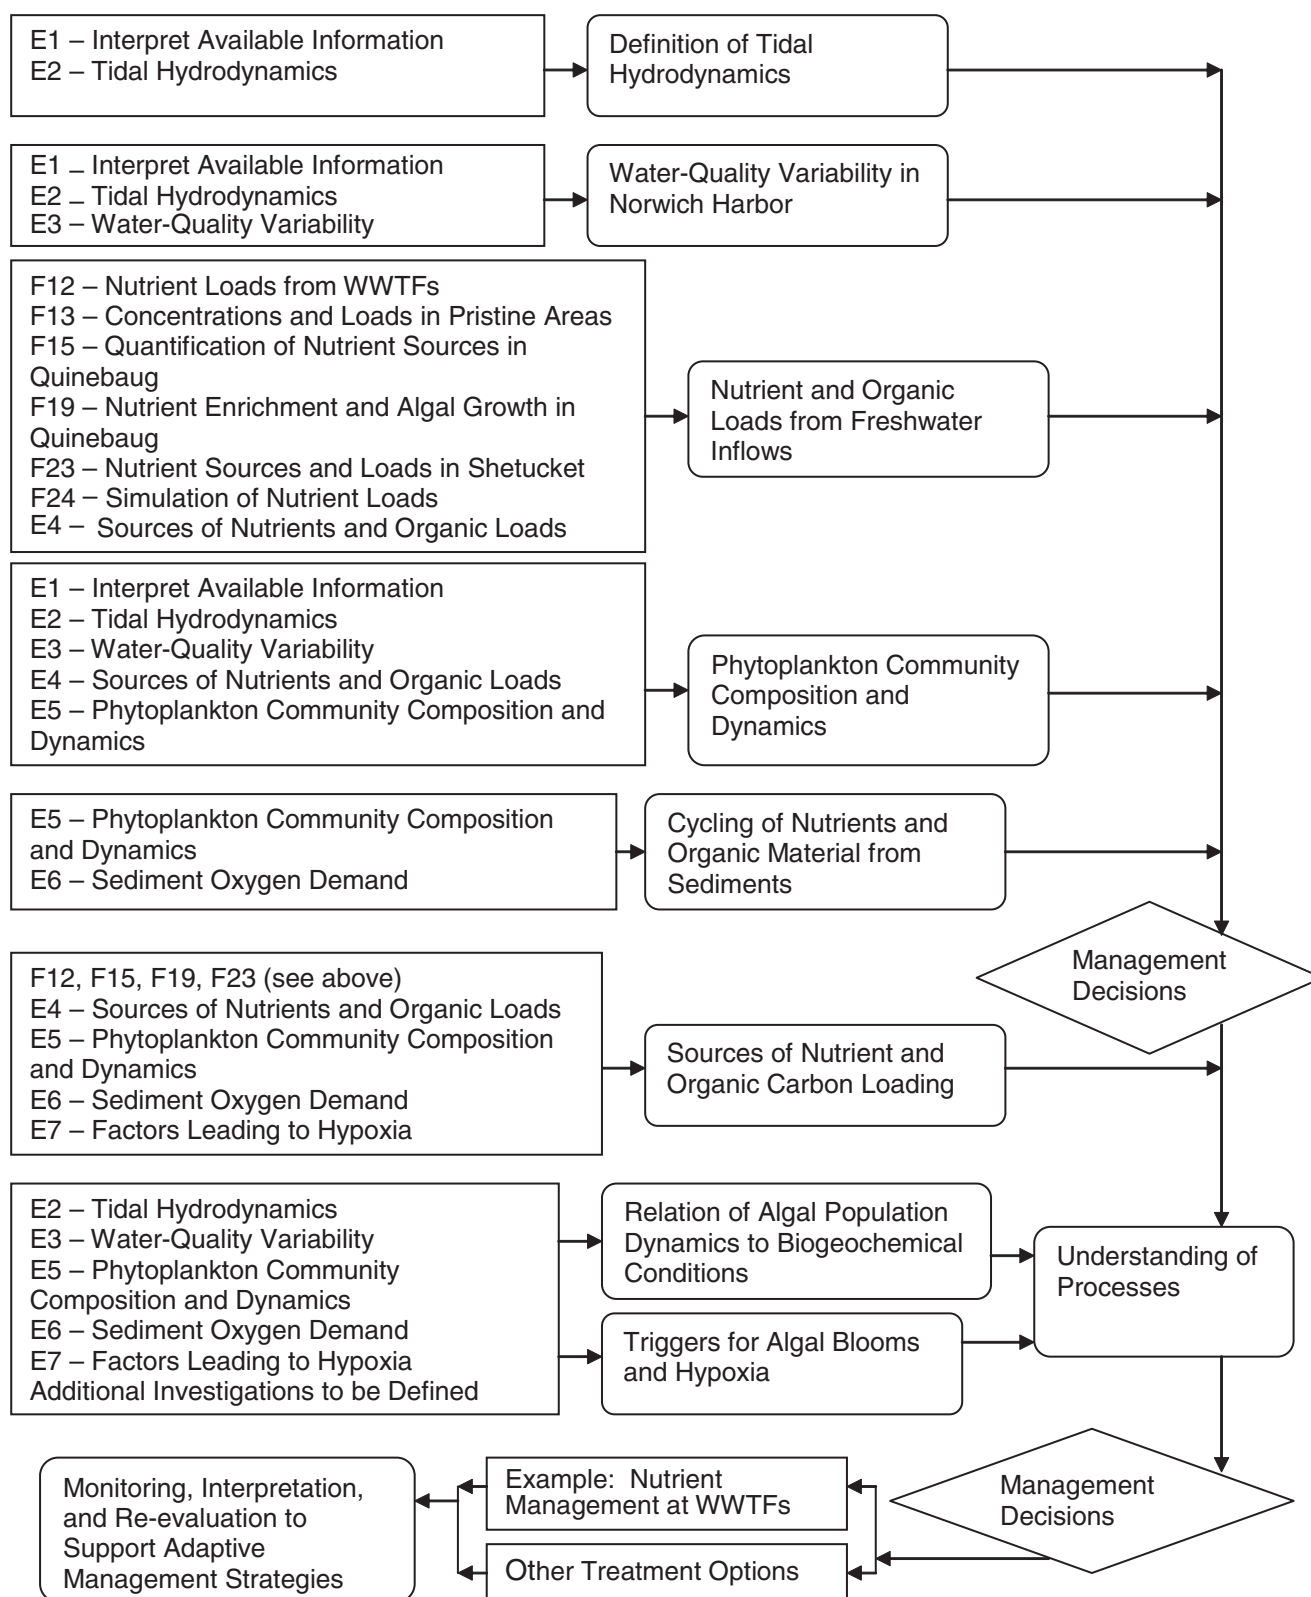 E1 – Interpret Available Information
E2 – Tidal Hydrodynamics
Definition of Tidal
Hydrodynamics
E1 – Interpret Available Information
E2 – Tidal Hydrodynamics
E3 – Water-Quality Variability
Water-Quality Variability in
Norwich Harbor
F12 – Nutrient Loads from WWTFs
F13 – Concentrations and Loads in Pristine Areas
F15 – Quantification of Nutrient Sources in
Quinebaug
F19 – Nutrient Enrichment and Algal Growth in
Quinebaug
F23 – Nutrient Sources and Loads in Shetucket
F24 – Simulation of Nutrient Loads
E4 – Sources of Nutrients and Organic Loads
Nutrient and Organic
Loads from Freshwater
Inflows
E1 – Interpret Available Information
E2 – Tidal Hydrodynamics
E3 – Water-Quality Variability
E4 – Sources of Nutrients and Organic Loads
E5 – Phytoplankton Community Composition and
Dynamics
Phytoplankton Community
Composition and
Dynamics
E5 – Phytoplankton Community Composition
and Dynamics
E6 – Sediment Oxygen Demand
Cycling of Nutrients and
Organic Material from
Sediments
Management
Decisions
F12, F15, F19, F23 (see above)
E4 – Sources of Nutrients and Organic Loads
E5 – Phytoplankton Community Composition
and Dynamics
E6 – Sediment Oxygen Demand
E7 – Factors Leading to Hypoxia
Sources of Nutrient and
Organic Carbon Loading
E2 – Tidal Hydrodynamics
E3 – Water-Quality Variability
E5 – Phytoplankton Community
Composition and Dynamics
E6 – Sediment Oxygen Demand
E7 – Factors Leading to Hypoxia
Additional Investigations to be Defined
Relation of Algal Population
Dynamics to Biogeochemical
Conditions
Triggers for Algal Blooms
and Hypoxia
Understanding of
Processes
Management
Decisions
Example: Nutrient
Management at WWTFs
Other Treatment Options
Monitoring, Interpretation,
and Re-evaluation to
Support Adaptive
Management Strategies